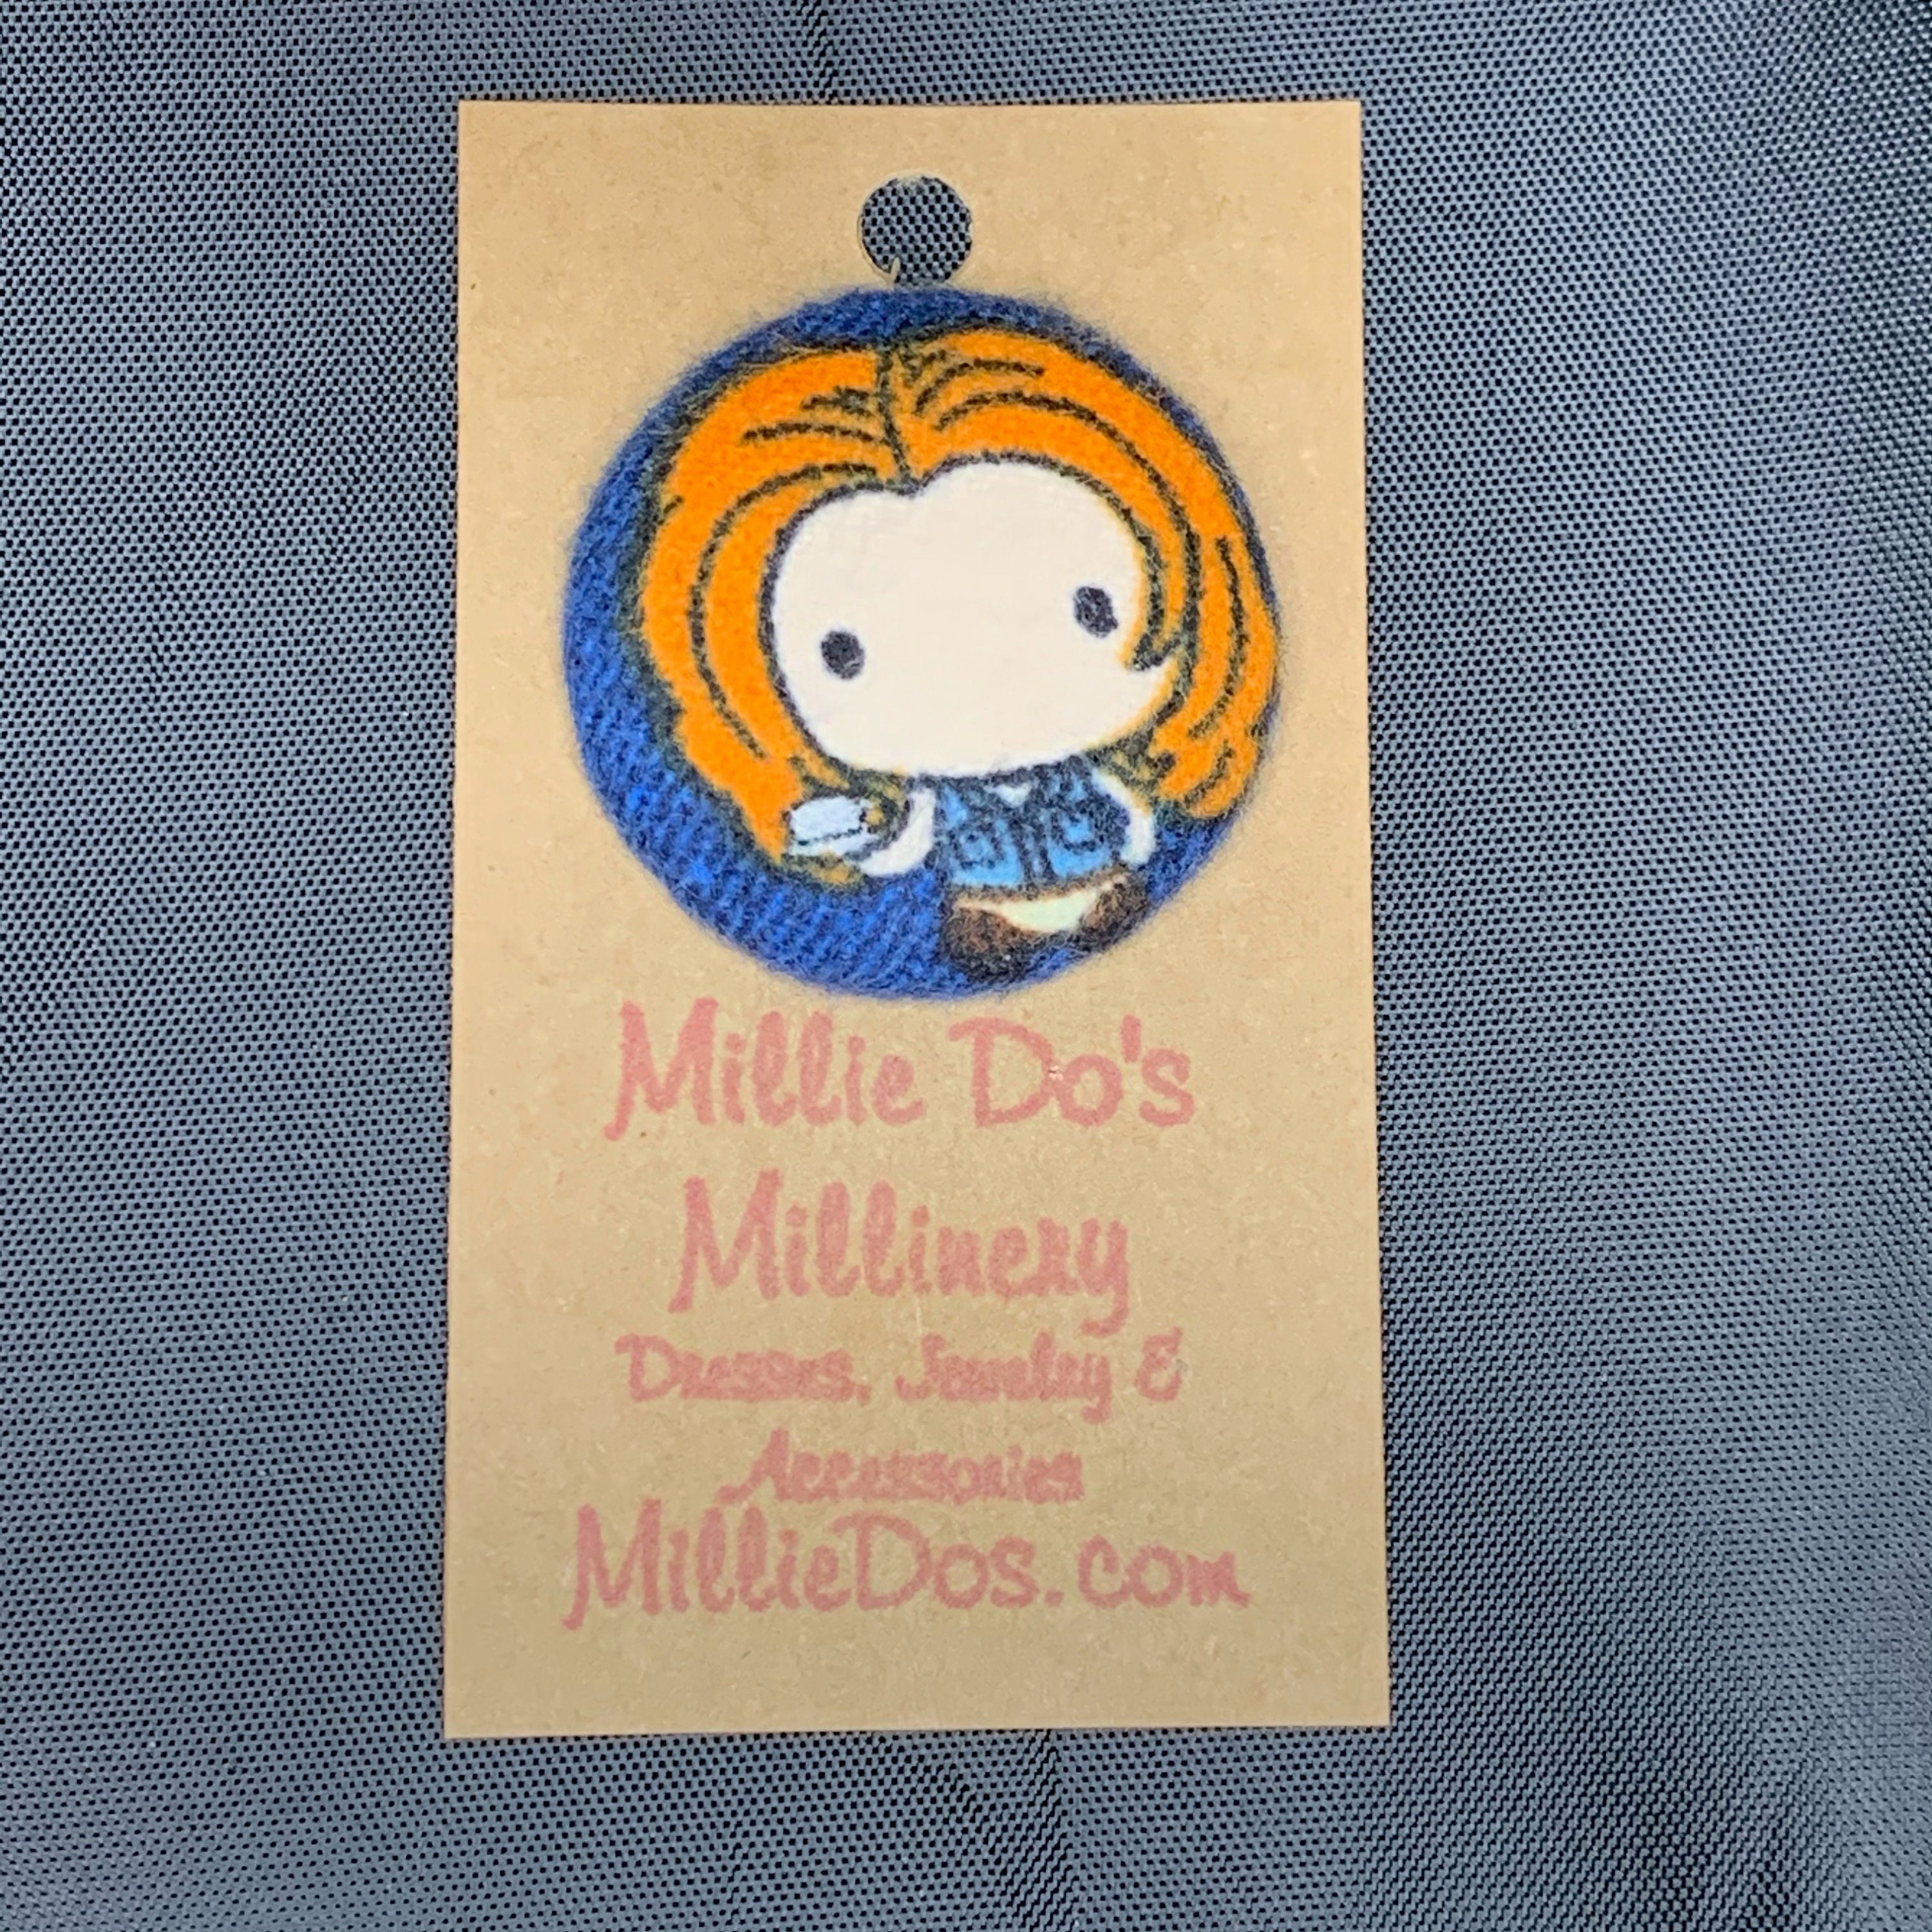 Millie Do's
Millinery
Dresses, Jewelry &
Accessories
MillieDos.com